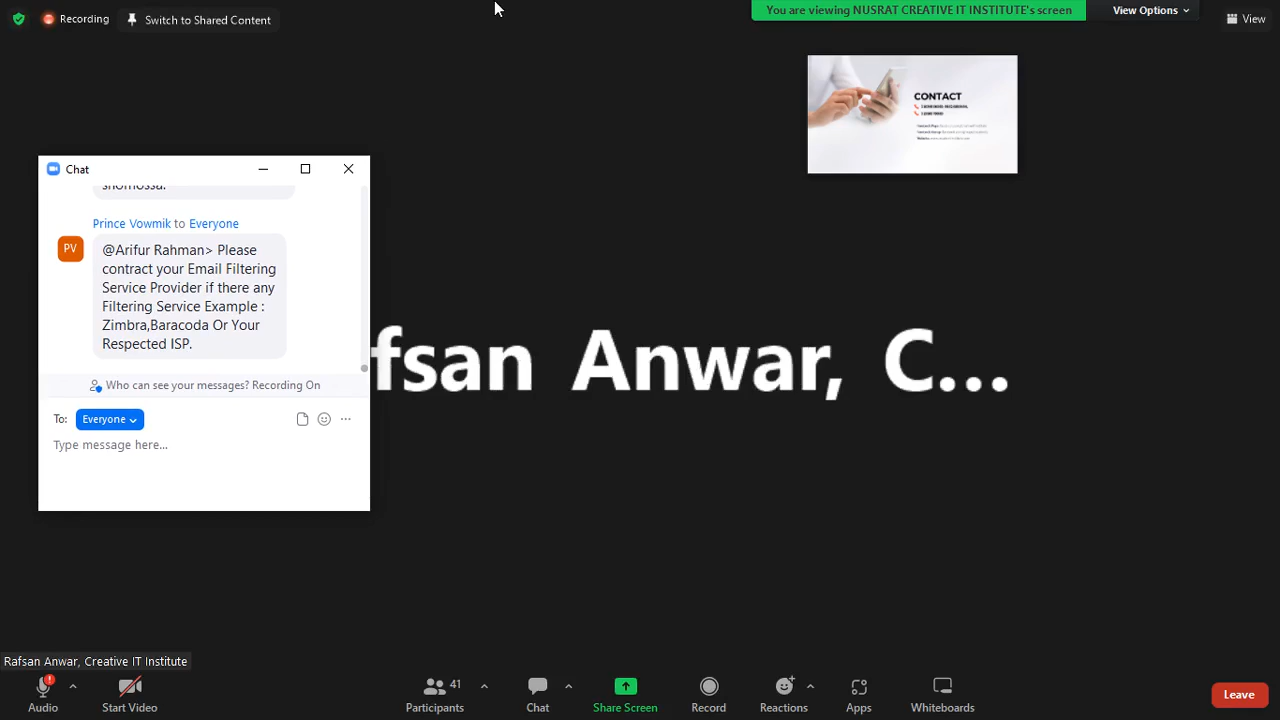 Recording
Switch to Shared Content
You are viewing NUSRAT CREATIVE IT INSTITUTE's screen
View Options
View
CONTACT
Chat
shomossa.
Prince Vowmik to Everyone
PV
@Arifur Rahman> Please
contract your Email Filtering
Service Provider if there any
Filtering Service Example :
Zimbra,Baracoda Or Your
Respected ISP.
Who can see your messages? Recording On
To: Everyone
Type message here...
fsan Anwar, C...
Rafsan Anwar, Creative IT Institute
Audio
Start Video
Participants
41
Chat
Share Screen
Record
Reactions
Apps
Whiteboards
Leave